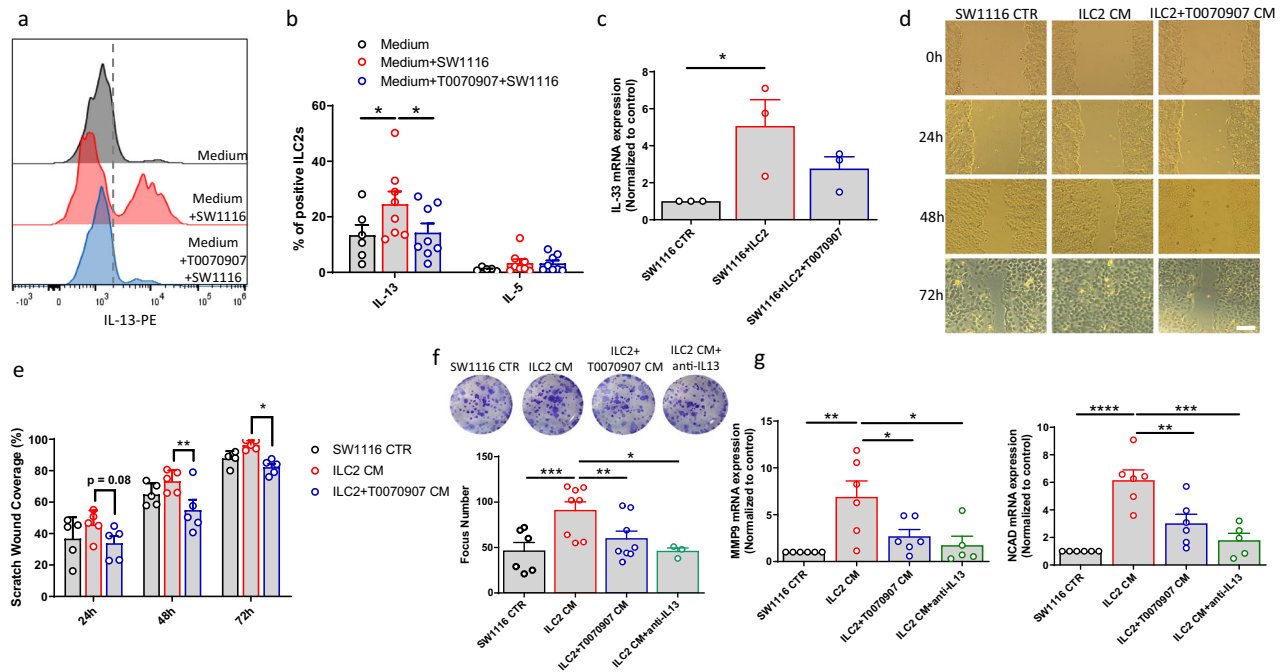 a
Medium
Medium
+SW1116
Medium
+T0070907
+SW1116
-10³ 0 10³ 10⁴ 10⁵
IL-13-PE
b
Medium
Medium+SW1116
Medium+T0070907+SW1116
% of positive ILC2s
60
40
20
0
* *
IL-13 IL-5
c
IL-33 mRNA expression
(Normalized to control)
8
6
4
2
0
*
SW1116 CTR
SW1116+ILC2
SW1116+ILC2+T0070907
d
SW1116 CTR ILC2 CM ILC2+T0070907 CM
0h
24h
48h
72h
e
Scratch Wound Coverage (%)
100
80
60
40
20
0
p = 0.08
**
*
24h 48h 72h
SW1116 CTR
ILC2 CM
ILC2+T0070907 CM
f
SW1116 CTR ILC2 CM ILC2+ T0070907 CM ILC2 CM+ anti-IL13
Focus Number
150
100
50
0
*
*** **
SW1116 CTR
ILC2 CM
ILC2+T0070907 CM
ILC2 CM+anti-IL13
g
MMP9 mRNA expression
(Normalized to control)
15
10
5
0
** *
*
SW1116 CTR
ILC2 CM
ILC2+T0070907 CM
ILC2 CM+anti-IL13
NCAD mRNA expression
(Normalized to control)
10
8
6
4
2
0
**** ***
**
SW1116 CTR
ILC2 CM
ILC2+T0070907 CM
ILC2 CM+anti-IL13